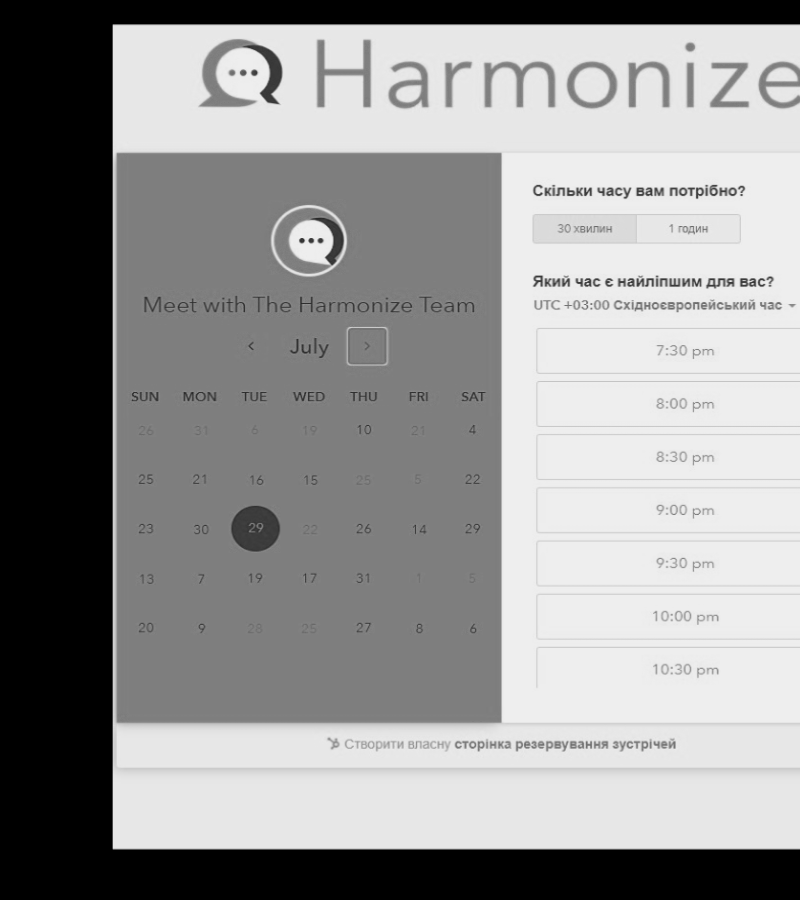 Harmonize
Meet with The Harmonize Team
July
SUN MON TUE WED THU FRI SAT
26 31 6 19 10 21 4
25 21 16 15 25 5 22
23 30 29 22 26 14 29
13 7 19 17 31 1 5
20 9 28 25 27 8 6
Скільки часу вам потрібно?
30 хвилин 1 годин
Який час є найліпшим для вас?
UTC +03:00 Східноєвропейський час
7:30 pm
8:00 pm
8:30 pm
9:00 pm
9:30 pm
10:00 pm
10:30 pm
Створити власну сторінка резервування зустрічей